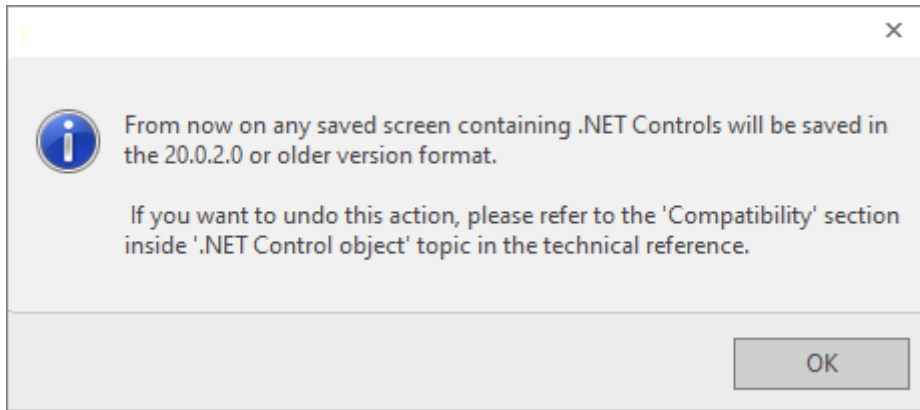 From now on any saved screen containing .NET Controls will be saved in
the 20.0.2.0 or older version format.
If you want to undo this action, please refer to the 'Compatibility' section
inside '.NET Control object' topic in the technical reference.
OK